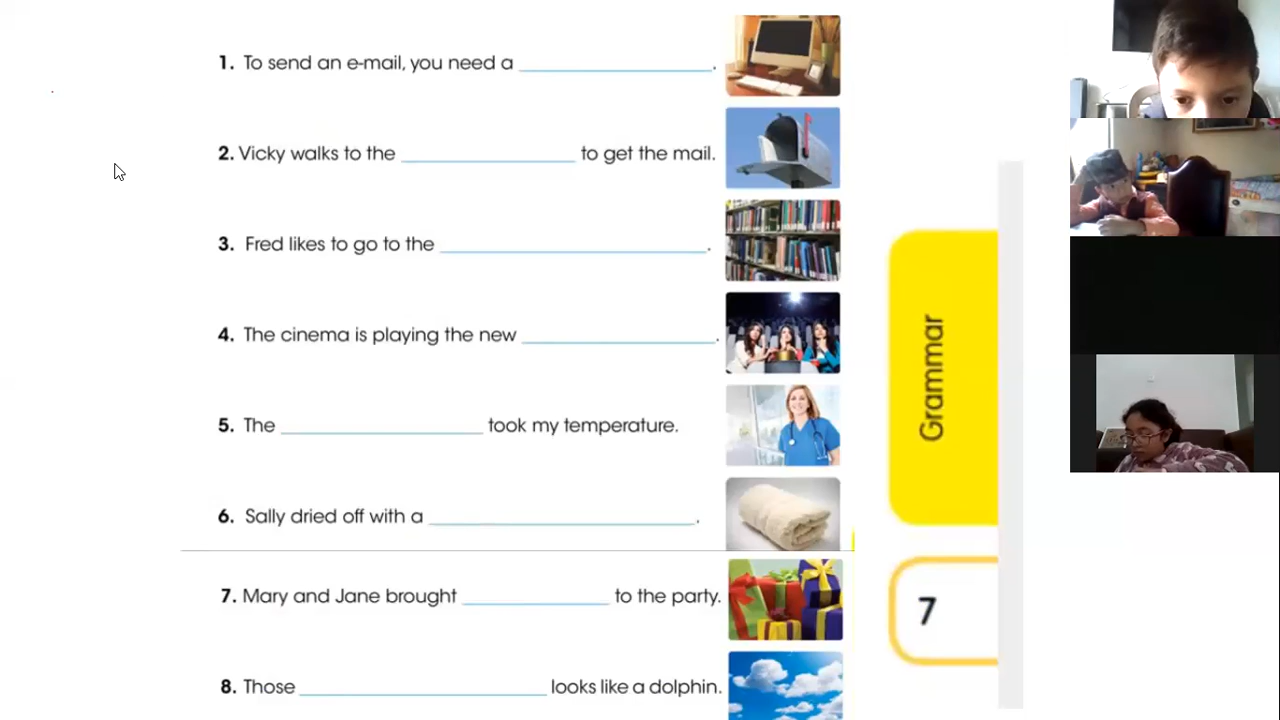 1. To send an e-mail, you need a ____________.
2. Vicky walks to the ____________ to get the mail.
3. Fred likes to go to the ____________.
4. The cinema is playing the new ____________.
5. The ____________ took my temperature.
6. Sally dried off with a ____________.
7. Mary and Jane brought ____________ to the party.
8. Those ____________ looks like a dolphin.
Grammar
7